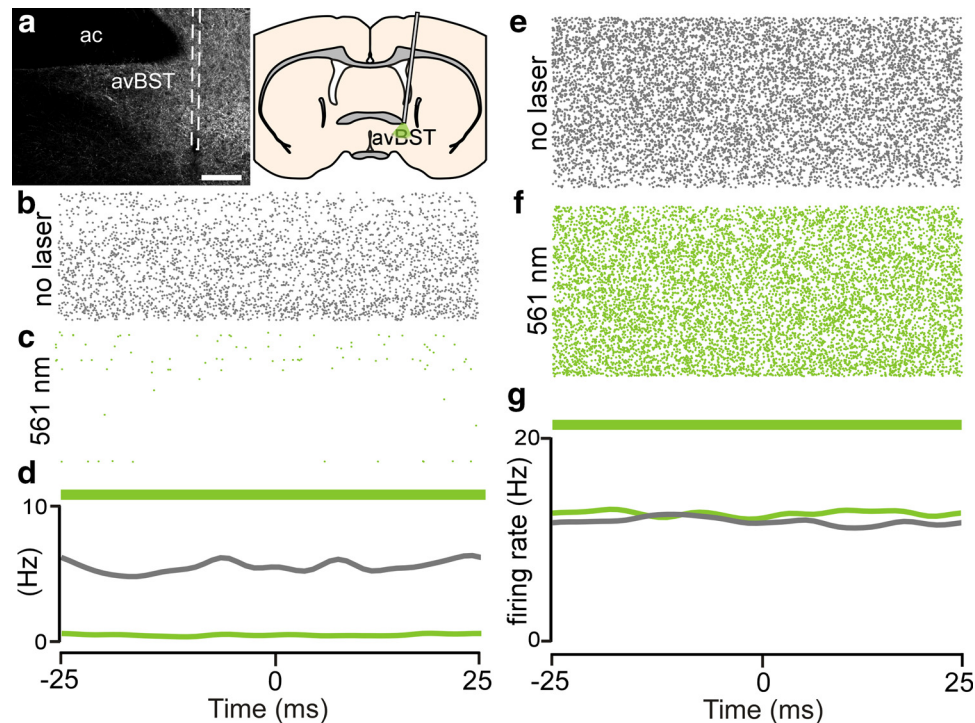 a
ac
avBST
avBST
b
no laser
c
561 nm
d
10
(Hz)
0
-25
0
25
Time (ms)
e
no laser
f
561 nm
g
20
firing rate (Hz)
0
-25
0
25
Time (ms)